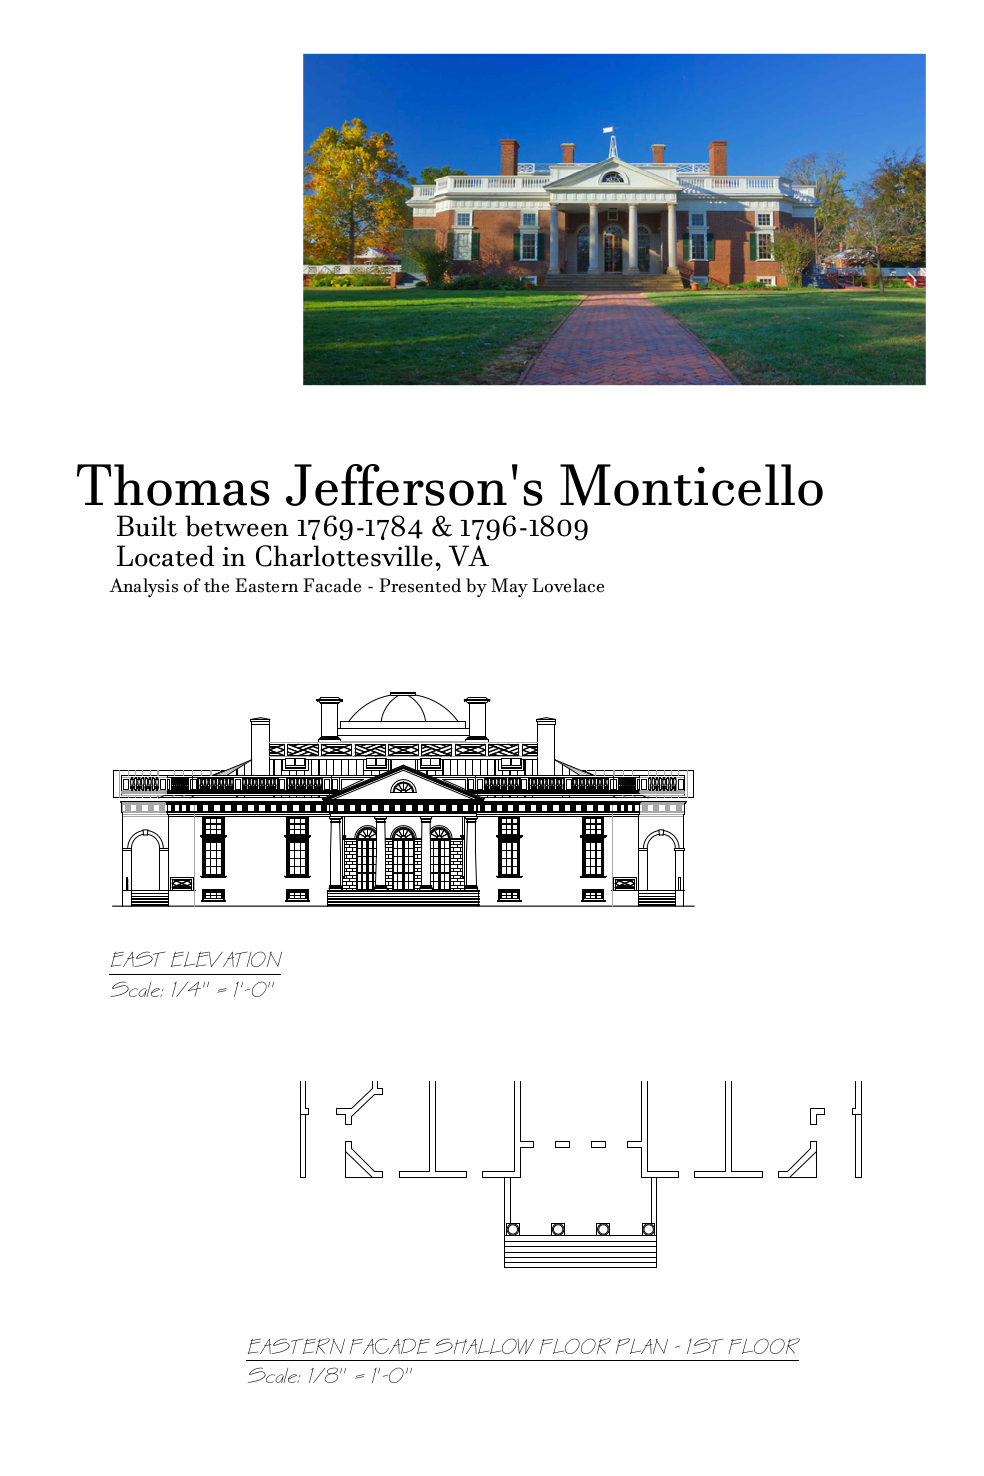 Thomas Jefferson's Monticello
Built between 1769-1784 & 1796-1809
Located in Charlottesville, VA
Analysis of the Eastern Facade - Presented by May Lovelace
EAST ELEVATION
Scale: 1/4" = 1'-0"
EASTERN FACADE SHALLOW FLOOR PLAN - 1ST FLOOR
Scale: 1/8" = 1'-0"